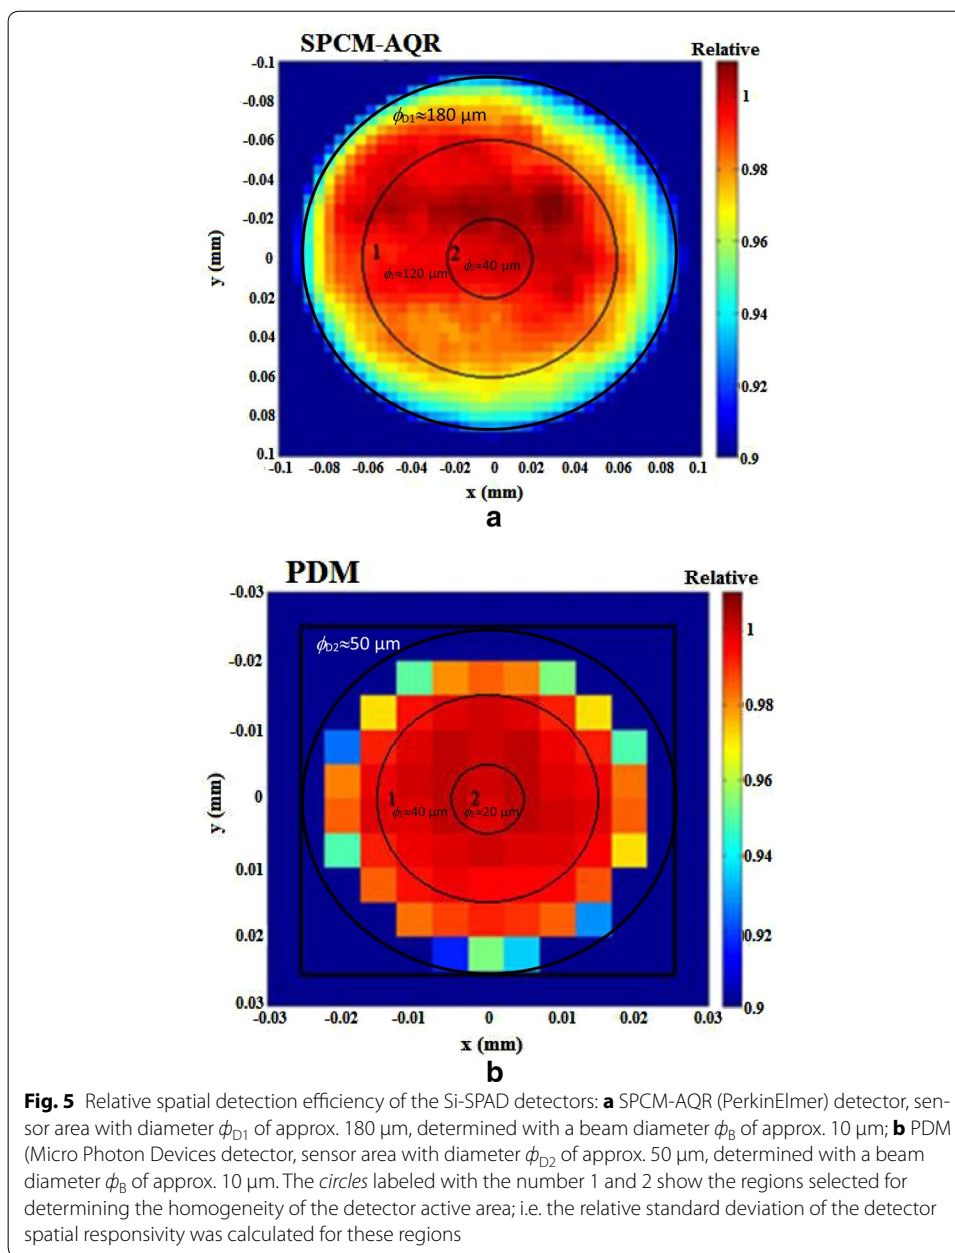 SPCM-AQR
Relative
-0.1
-0.08
-0.06
-0.04
-0.02
0
0.02
0.04
0.06
0.08
0.1
y (mm)
ϕD1≈180 µm
1
ϕ1≈120 µm
2
ϕ2≈40 µm
1
0.98
0.96
0.94
0.92
0.9
-0.1 -0.08 -0.06 -0.04 -0.02 0 0.02 0.04 0.06 0.08 0.1
x (mm)
a
PDM
Relative
-0.03
-0.02
-0.01
0
0.01
0.02
0.03
y (mm)
ϕD2≈50 µm
1
≈40 µm
2
ϕ2≈20 µm
1
0.98
0.96
0.94
0.92
0.9
-0.03 -0.02 -0.01 0 0.01 0.02 0.03
x (mm)
b
Fig. 5 Relative spatial detection efficiency of the Si-SPAD detectors: a SPCM-AQR (PerkinElmer) detector, sen-
sor area with diameter ϕD1 of approx. 180 µm, determined with a beam diameter ϕB of approx. 10 µm; b PDM
(Micro Photon Devices detector, sensor area with diameter ϕD2 of approx. 50 µm, determined with a beam
diameter ϕB of approx. 10 µm. The circles labeled with the number 1 and 2 show the regions selected for
determining the homogeneity of the detector active area; i.e. the relative standard deviation of the detector
spatial responsivity was calculated for these regions